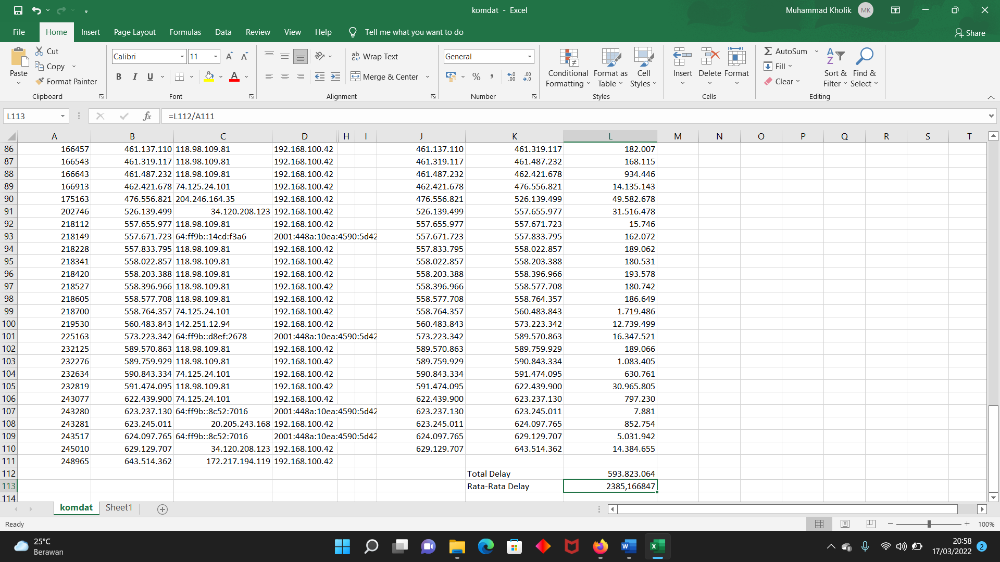 komdat - Excel
Muhammad Kholik MK
File Home Insert Page Layout Formulas Data Review View Help Tell me what you want to do Share
Paste
Cut
Copy
Format Painter
Clipboard
Calibri 11
B I U
Font
Wrap Text
Merge & Center
Alignment
General
Number
Conditional Formatting
Format as Table
Cell Styles
Styles
Insert Delete Format
Cells
AutoSum
Fill
Clear
Sort & Filter
Find & Select
Editing
L113 =L112/A111
A B C D H I J K L M N O P Q R S T
86 166457 461.137.110 118.98.109.81 192.168.100.42 461.137.110 461.319.117 182.007
87 166543 461.319.117 118.98.109.81 192.168.100.42 461.319.117 461.487.232 168.115
88 166643 461.487.232 118.98.109.81 192.168.100.42 461.487.232 462.421.678 934.446
89 166913 462.421.678 74.125.24.101 192.168.100.42 462.421.678 476.556.821 14.135.143
90 175163 476.556.821 204.246.164.35 192.168.100.42 476.556.821 526.139.499 49.582.678
91 202746 526.139.499 34.120.208.123 192.168.100.42 526.139.499 557.655.977 31.516.478
92 218112 557.655.977 118.98.109.81 192.168.100.42 557.655.977 557.671.723 15.746
93 218149 557.671.723 64:ff9b::14cd:f3a6 2001:448a:10ea:4590:5d42 557.671.723 557.833.795 162.072
94 218228 557.833.795 118.98.109.81 192.168.100.42 557.833.795 558.022.857 189.062
95 218341 558.022.857 118.98.109.81 192.168.100.42 558.022.857 558.203.388 180.531
96 218420 558.203.388 118.98.109.81 192.168.100.42 558.203.388 558.396.966 193.578
97 218527 558.396.966 118.98.109.81 192.168.100.42 558.396.966 558.577.708 180.742
98 218605 558.577.708 118.98.109.81 192.168.100.42 558.577.708 558.764.357 186.649
99 218700 558.764.357 74.125.24.101 192.168.100.42 558.764.357 560.483.843 1.719.486
100 219530 560.483.843 142.251.12.94 192.168.100.42 560.483.843 573.223.342 12.739.499
101 225163 573.223.342 64:ff9b::d8ef:2678 2001:448a:10ea:4590:5d42 573.223.342 589.570.863 16.347.521
102 232125 589.570.863 118.98.109.81 192.168.100.42 589.570.863 589.759.929 189.066
103 232276 589.759.929 118.98.109.81 192.168.100.42 589.759.929 590.843.334 1.083.405
104 232634 590.843.334 74.125.24.101 192.168.100.42 590.843.334 591.474.095 630.761
105 232819 591.474.095 118.98.109.81 192.168.100.42 591.474.095 622.439.900 30.965.805
106 243077 622.439.900 74.125.24.101 192.168.100.42 622.439.900 623.237.130 797.230
107 243280 623.237.130 64:ff9b::8c52:7016 2001:448a:10ea:4590:5d42 623.237.130 623.245.011 7.881
108 243281 623.245.011 20.205.243.168 192.168.100.42 623.245.011 624.097.765 852.754
109 243517 624.097.765 64:ff9b::8c52:7016 2001:448a:10ea:4590:5d42 624.097.765 629.129.707 5.031.942
110 245010 629.129.707 34.120.208.123 192.168.100.42 629.129.707 643.514.362 14.384.655
111 248965 643.514.362 172.217.194.119 192.168.100.42
112 Total Delay 593.823.064
113 Rata-Rata Delay 2385,166847
114
komdat Sheet1
Ready 100%
25°C
Berawan
20:58
17/03/2022 2